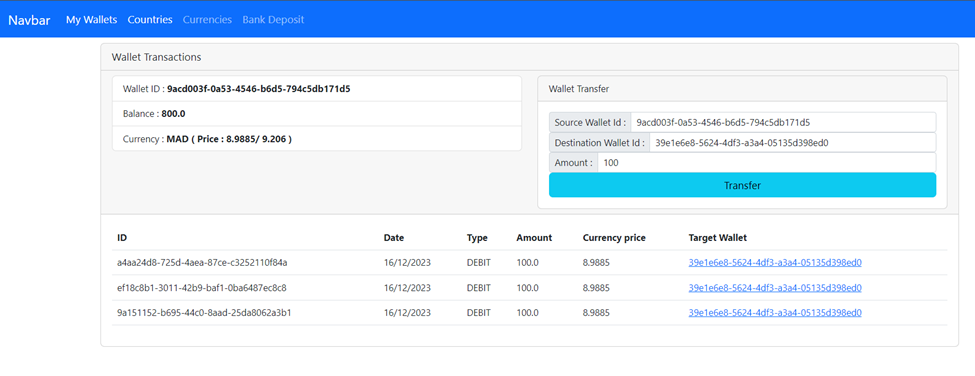 Navbar My Wallets Countries Currencies Bank Deposit
Wallet Transactions
Wallet ID : 9acd003f-0a53-4546-b6d5-794c5db171d5
Balance : 800.0
Currency : MAD ( Price : 8.9885/ 9.206 )
Wallet Transfer
Source Wallet Id : 9acd003f-0a53-4546-b6d5-794c5db171d5
Destination Wallet Id : 39e1e6e8-5624-4df3-a3a4-05135d398ed0
Amount : 100
Transfer
ID Date Type Amount Currency price Target Wallet
a4aa24d8-725d-4aea-87ce-c3252110f84a 16/12/2023 DEBIT 100.0 8.9885 39e1e6e8-5624-4df3-a3a4-05135d398ed0
ef18c8b1-3011-42b9-baf1-0ba6487ec8c8 16/12/2023 DEBIT 100.0 8.9885 39e1e6e8-5624-4df3-a3a4-05135d398ed0
9a151152-b695-44c0-8aad-25da8062a3b1 16/12/2023 DEBIT 100.0 8.9885 39e1e6e8-5624-4df3-a3a4-05135d398ed0